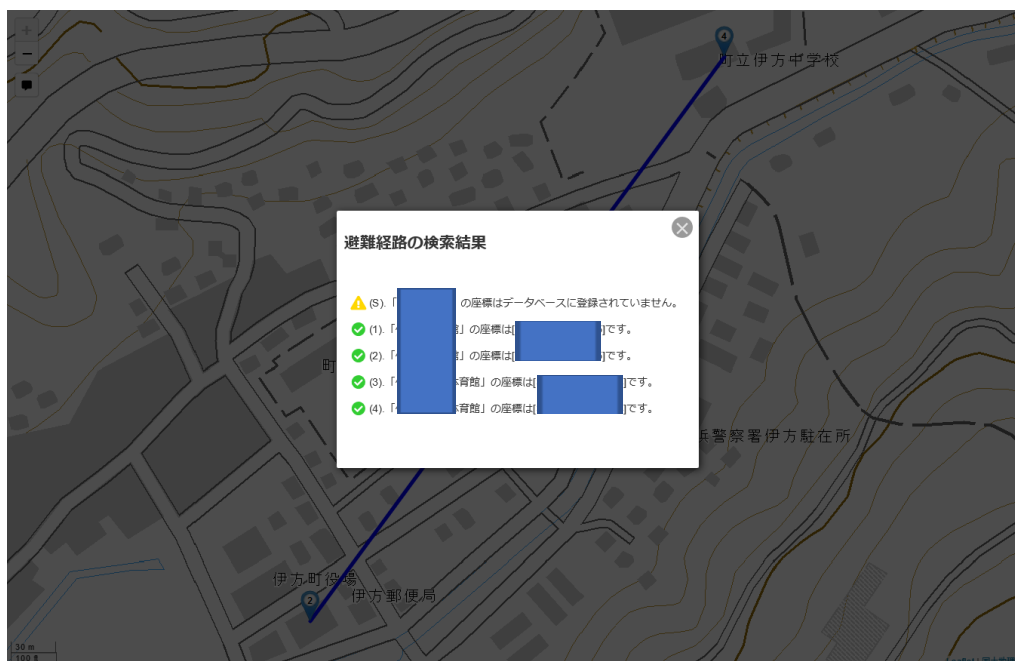 +
−
4
町立伊方中学校
避難経路の検索結果
(S). 「 の座標はデータベースに登録されていません。
(1). 「 館」の座標は[ ]です。
(2). 「 館」の座標は[ ]です。
(3). 「 体育館」の座標は[ ]です。
(4). 「 体育館」の座標は[ ]です。
町
警察署伊方駐在所
伊方町役場
2
伊方郵便局
30 m
100 ft